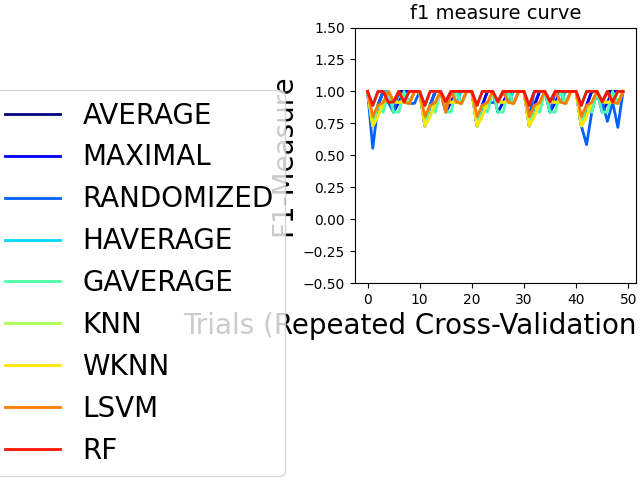 f1 measure curve
1.50
1.25
1.00
0.75
0.50
0.25
0.00
−0.25
−0.50
F1-Measure
0 10 20 30 40 50
Trials (Repeated Cross-Validation
AVERAGE
MAXIMAL
RANDOMIZED
HAVERAGE
GAVERAGE
KNN
WKNN
LSVM
RF